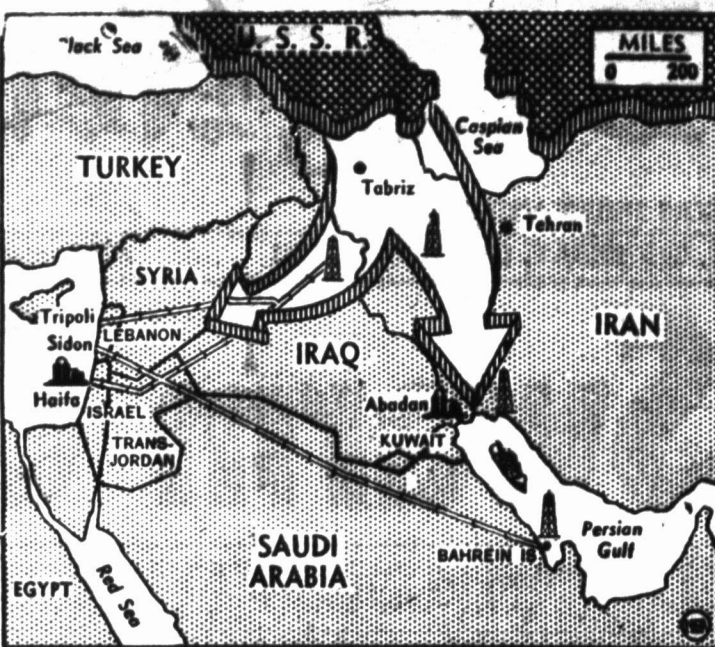 U. S. S. R.
MILES
0 200
Caspian
Sea
TURKEY
Tabriz
Tehran
SYRIA
Tripoli
LEBANON
Sidon
IRAQ
IRAN
Haifa
ISRAEL
Abadan
TRANS-
JORDAN
KUWAIT
SAUDI
ARABIA
BAHREIN IS
Persian
Gulf
EGYPT
Red Sea